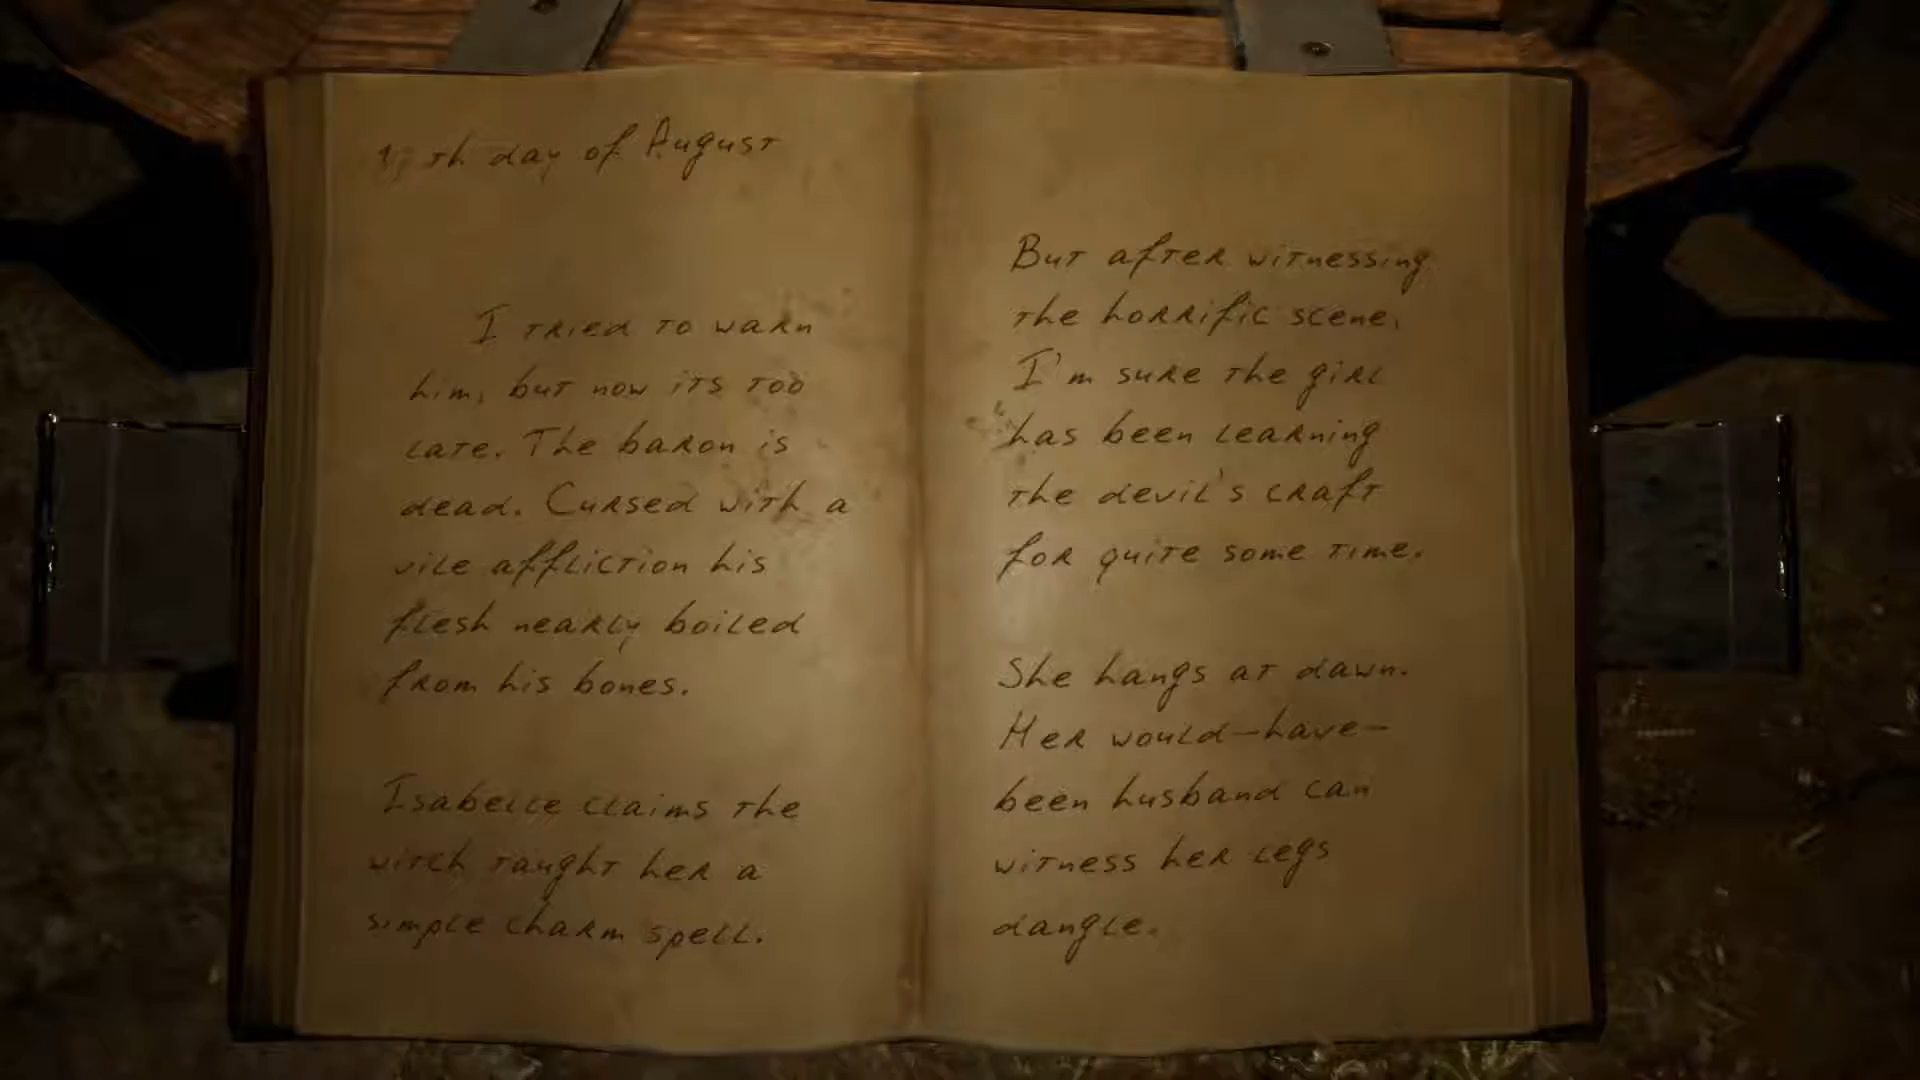 th day of August
I tried to warn
him, but now its too
late. The baron is
dead. Cursed with a
vile affliction his
flesh nearly boiled
from his bones.
Isabelle claims the
witch taught her a
simple charm spell.
But after witnessing
the horrific scene,
I'm sure the girl
has been learning
the devil's craft
for quite some time.
She hangs at dawn.
Her would-have-
been husband can
witness her legs
dangle.